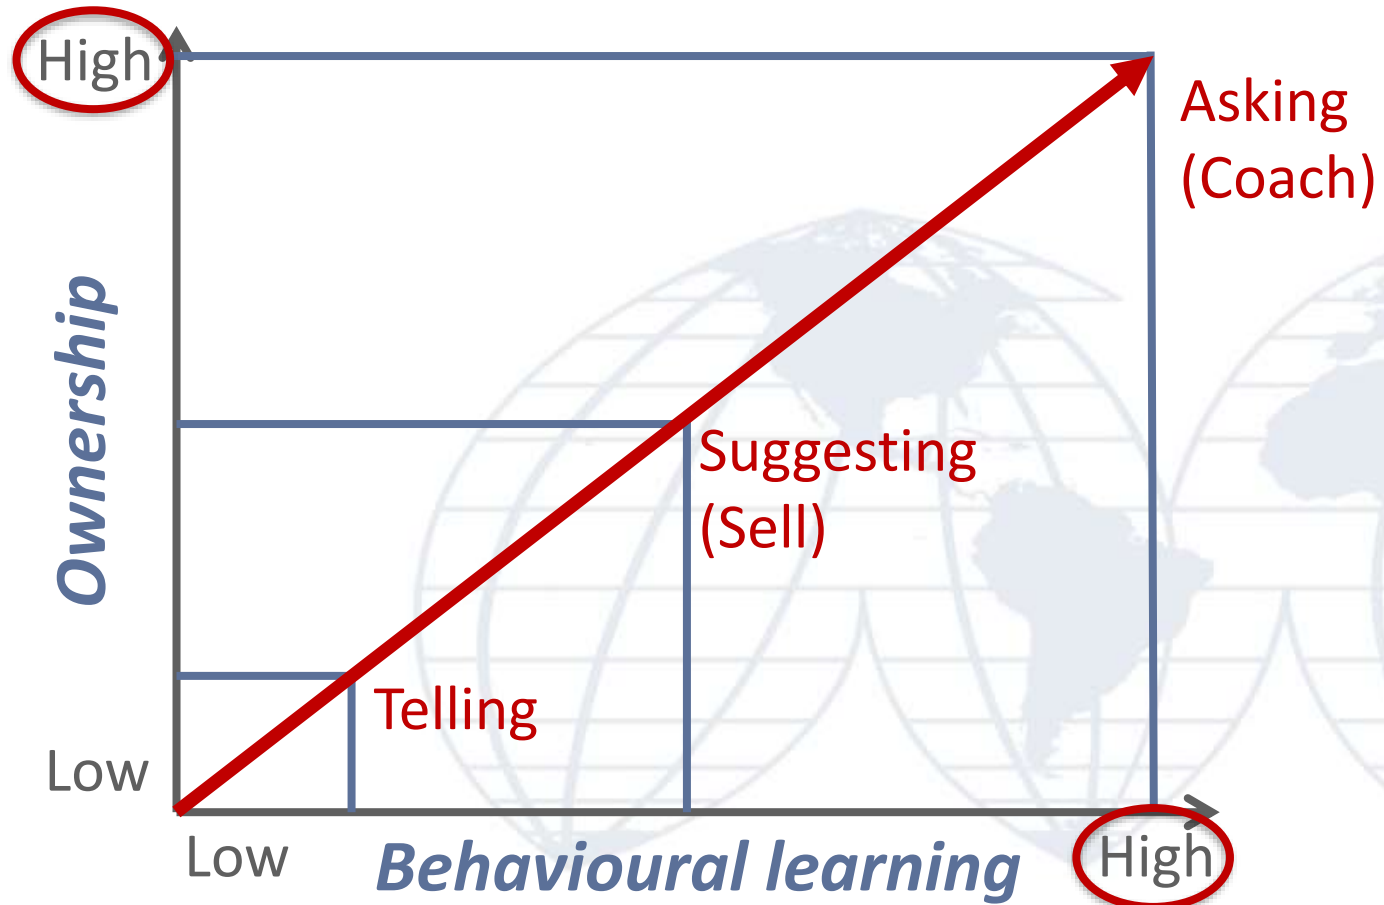 High
Asking
(Coach)
Ownership
Suggesting
(Sell)
Telling
Low
Low
Behavioural learning
High